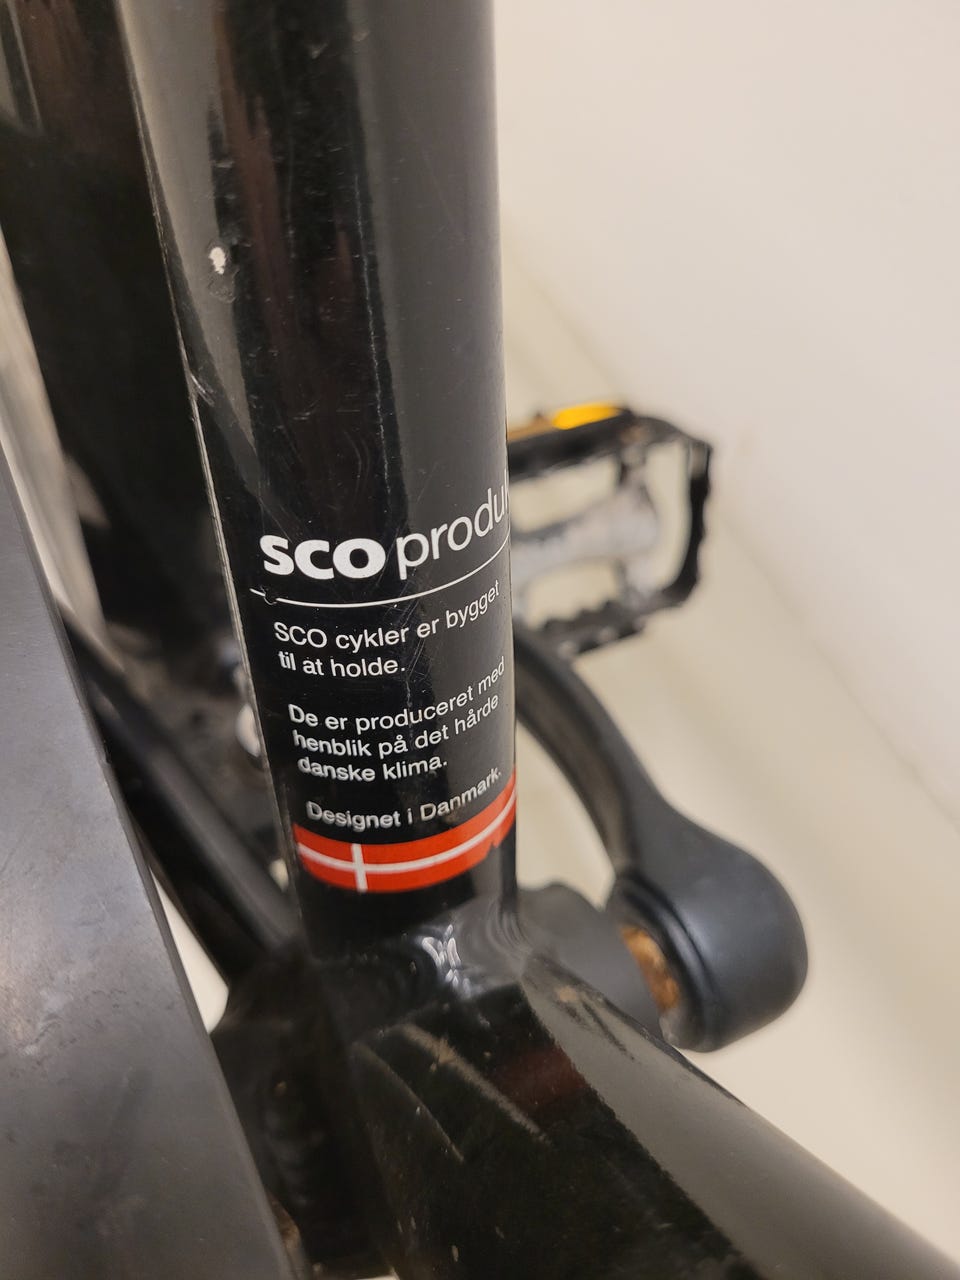 sco produ
SCO cykler er bygget
til at holde.
De er produceret med
henblik på det hårde
danske klima.
Designet i Danmark.